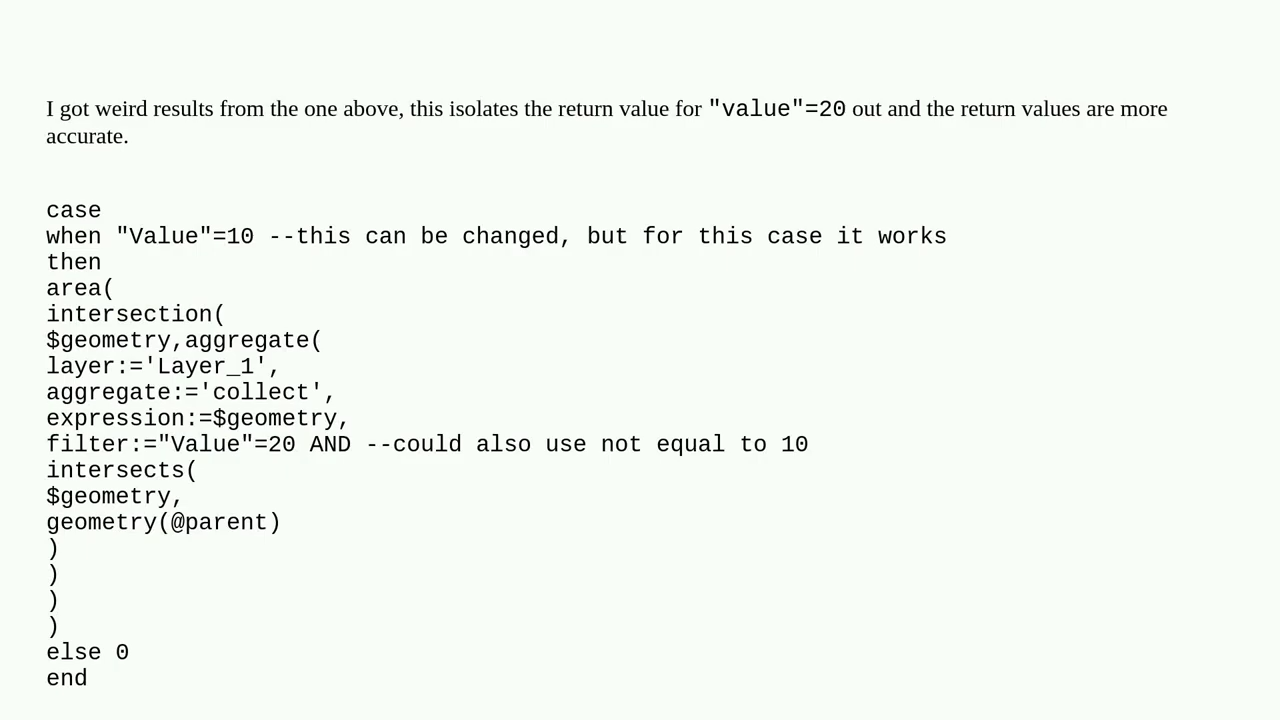 I got weird results from the one above, this isolates the return value for "value"=20 out and the return values are more
accurate.
case
when "Value"=10 --this can be changed, but for this case it works
then
area(
intersection(
$geometry,aggregate(
layer:='Layer_1',
aggregate:='collect',
expression:=$geometry,
filter:="Value"=20 AND --could also use not equal to 10
intersects(
$geometry,
geometry(@parent)
)
)
)
)
else 0
end